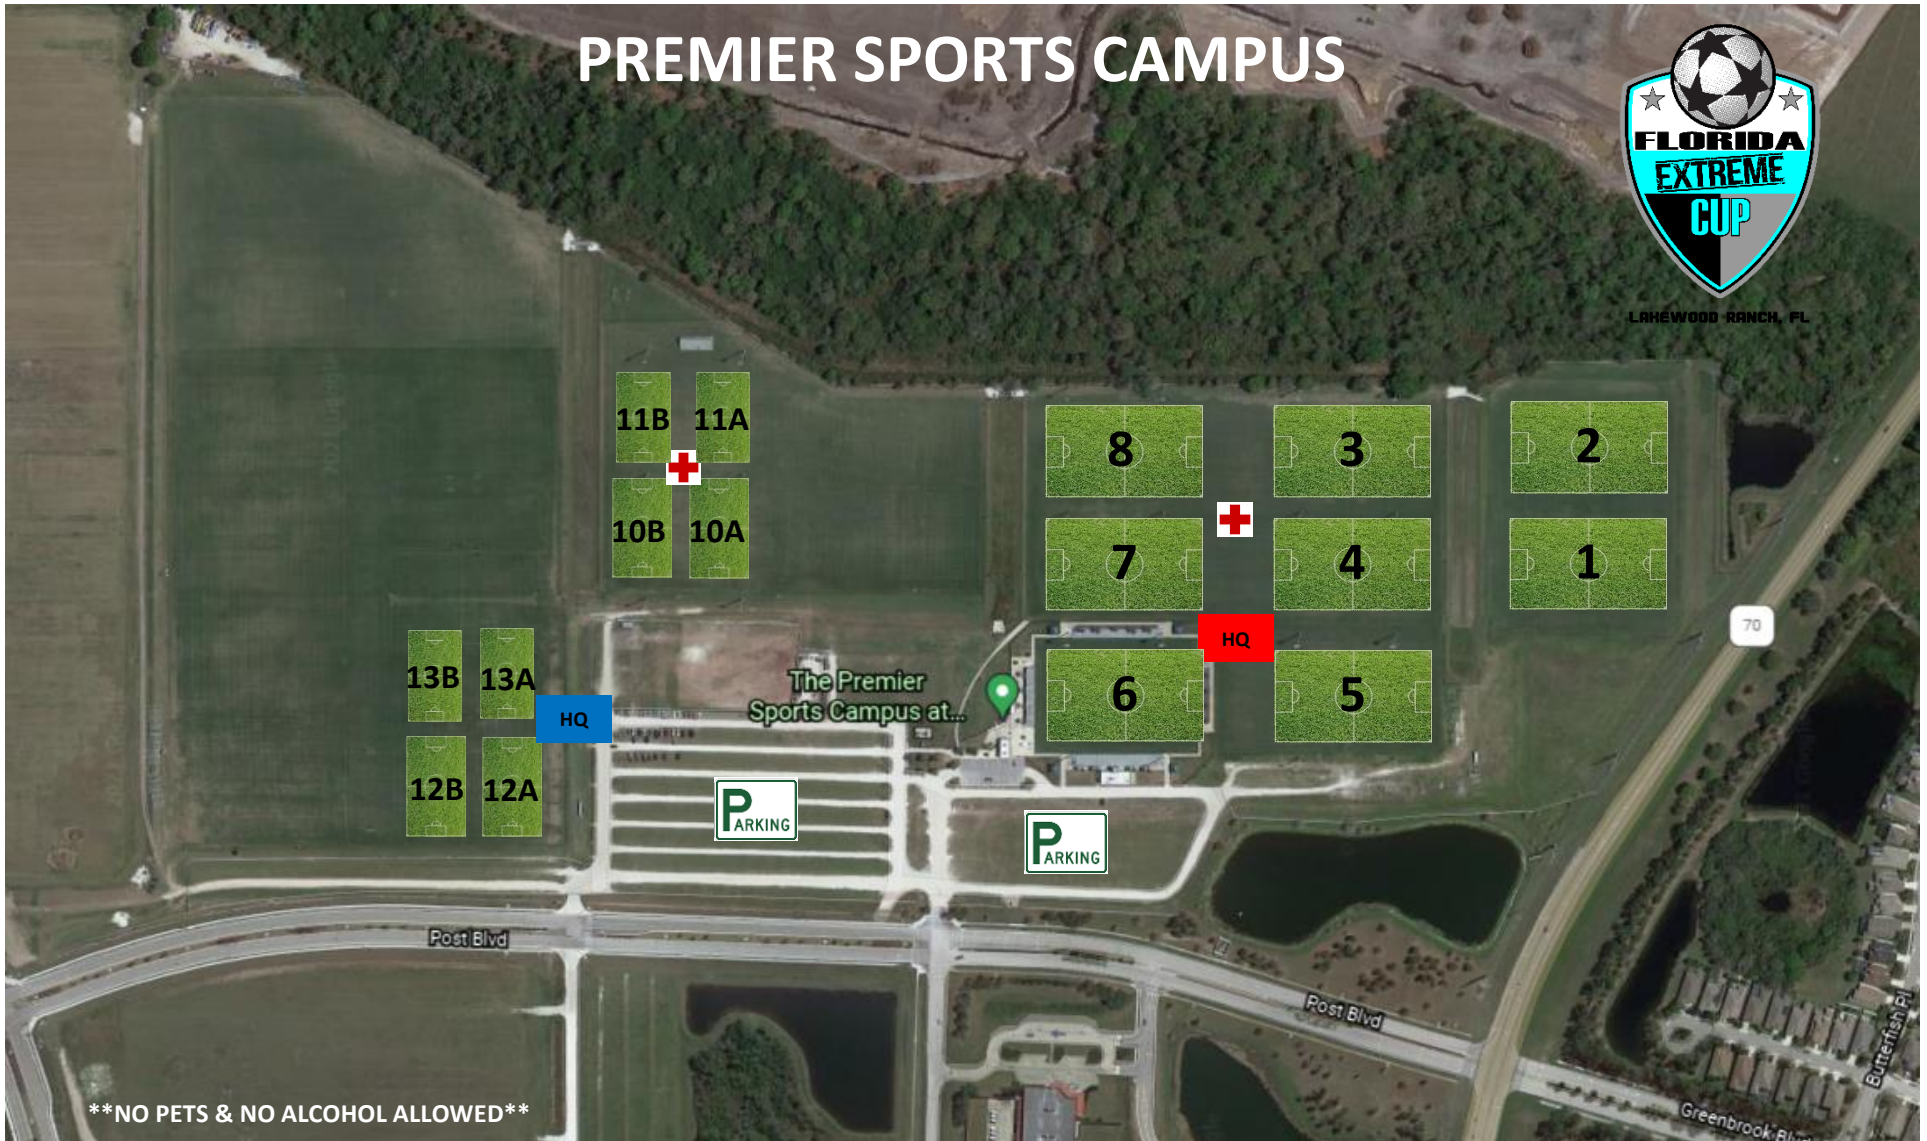 PREMIER SPORTS CAMPUS
FLORIDA
EXTREME
CUP
LAKEWOOD RANCH, FL
11B
11A
10B
10A
8
3
2
7
4
1
70
HQ
6
5
13B
13A
12B
12A
HQ
The Premier
Sports Campus at...
PARKING
PARKING
Post Blvd
Post Blvd
Butterfish Pl
Greenbrook
**NO PETS & NO ALCOHOL ALLOWED**